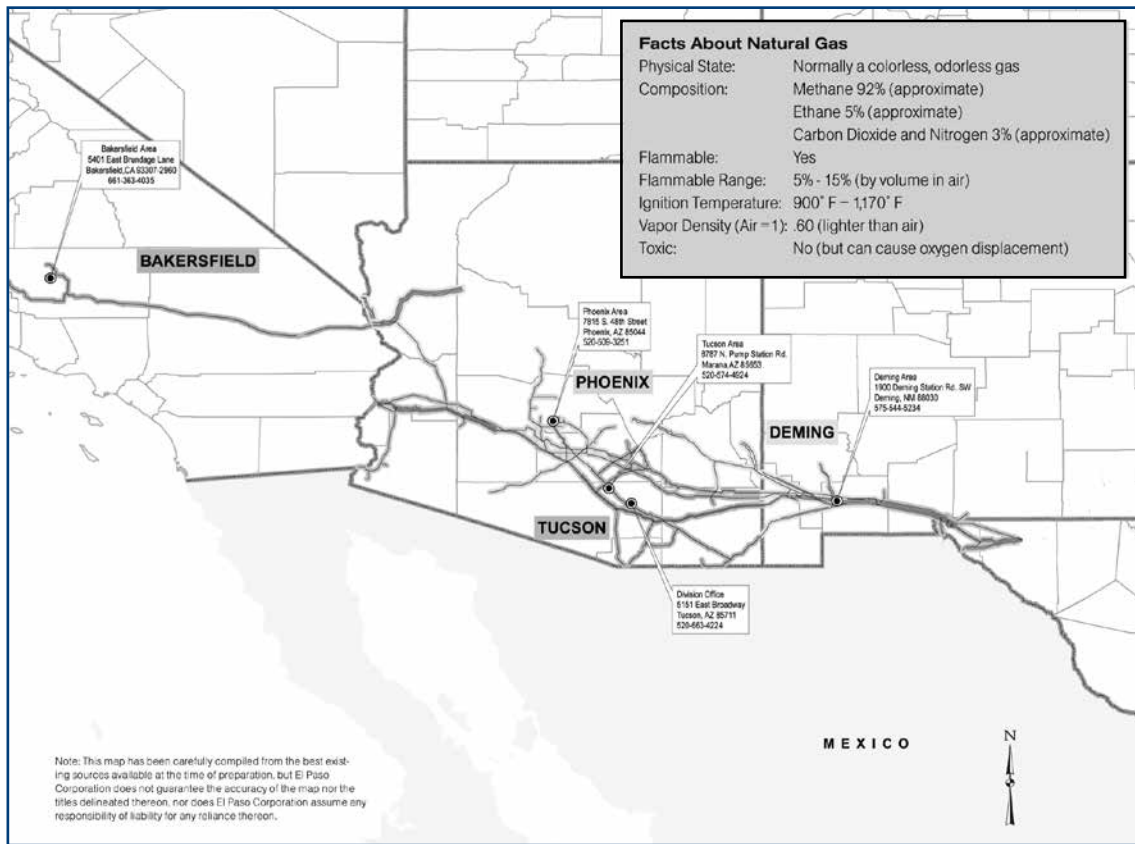 Facts About Natural Gas
Physical State: Normally a colorless, odorless gas
Composition: Methane 92% (approximate)
Ethane 5% (approximate)
Carbon Dioxide and Nitrogen 3% (approximate)
Flammable: Yes
Flammable Range: 5% - 15% (by volume in air)
Ignition Temperature: 900° F – 1,170° F
Vapor Density (Air = 1): .60 (lighter than air)
Toxic: No (but can cause oxygen displacement)
Bakersfield Area
5401 East Brundage Lane
Bakersfield, CA 93307-2960
661-363-4035
BAKERSFIELD
Phoenix Area
7815 S. 48th Street
Phoenix, AZ 85044
520-609-3251
PHOENIX
Tucson Area
8787 N. Pump Station Rd.
Marana AZ 85653
520-574-4924
Deming Area
1900 Deming Station Rd. SW
Deming, NM 88030
575-544-5234
DEMING
TUCSON
Division Office
5151 East Broadway
Tucson, AZ 85711
520-663-4224
MEXICO
N
Note: This map has been carefully compiled from the best exist-
ing sources available at the time of preparation, but El Paso
Corporation does not guarantee the accuracy of the map nor the
titles delineated thereon, nor does El Paso Corporation assume any
responsibility of liability for any reliance thereon.